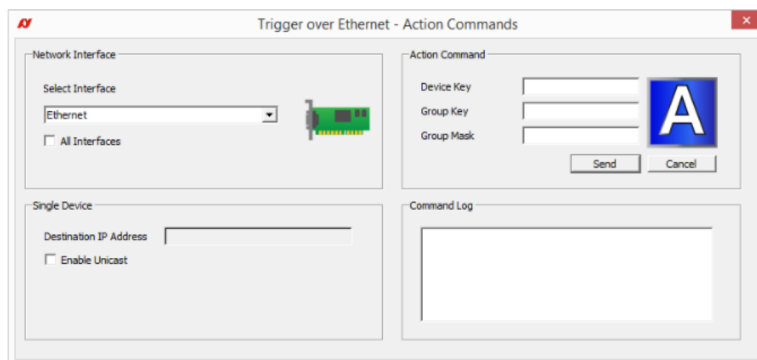 Trigger over Ethernet - Action Commands
Network Interface
Select Interface
Ethernet
All Interfaces
Action Command
Device Key
Group Key
Group Mask
A
Send Cancel
Single Device
Destination IP Address
Enable Unicast
Command Log